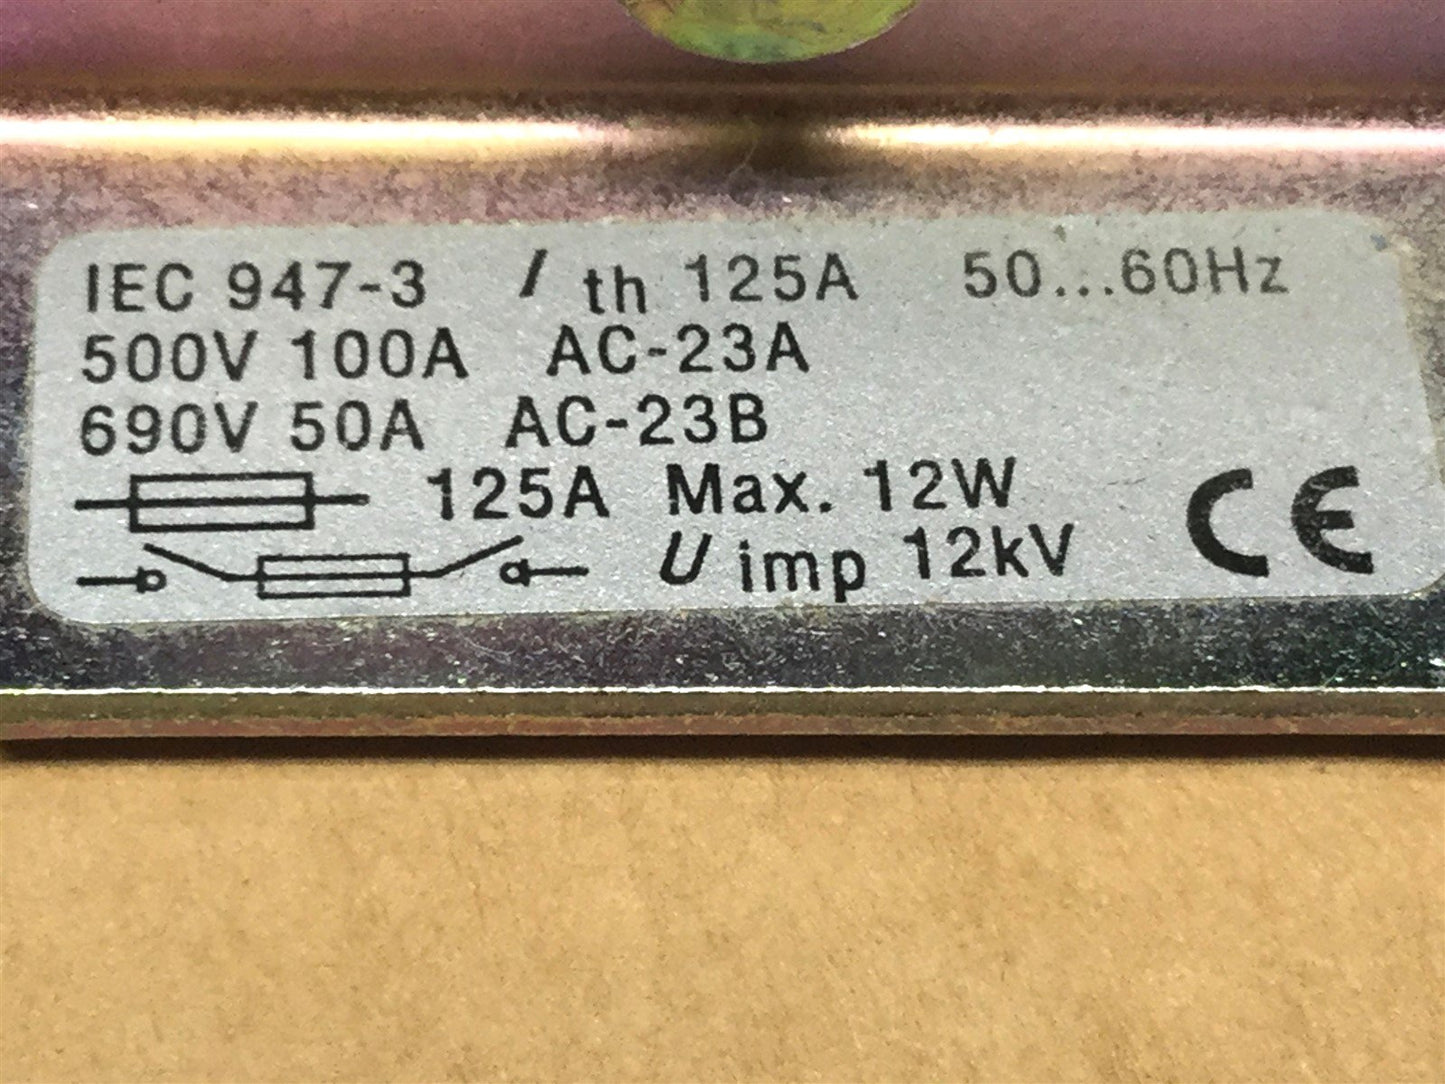 IEC 947-3 I th 125A 50...60Hz
500V 100A AC-23A
690V 50A AC-23B
125A Max. 12W
U imp 12kV
CE